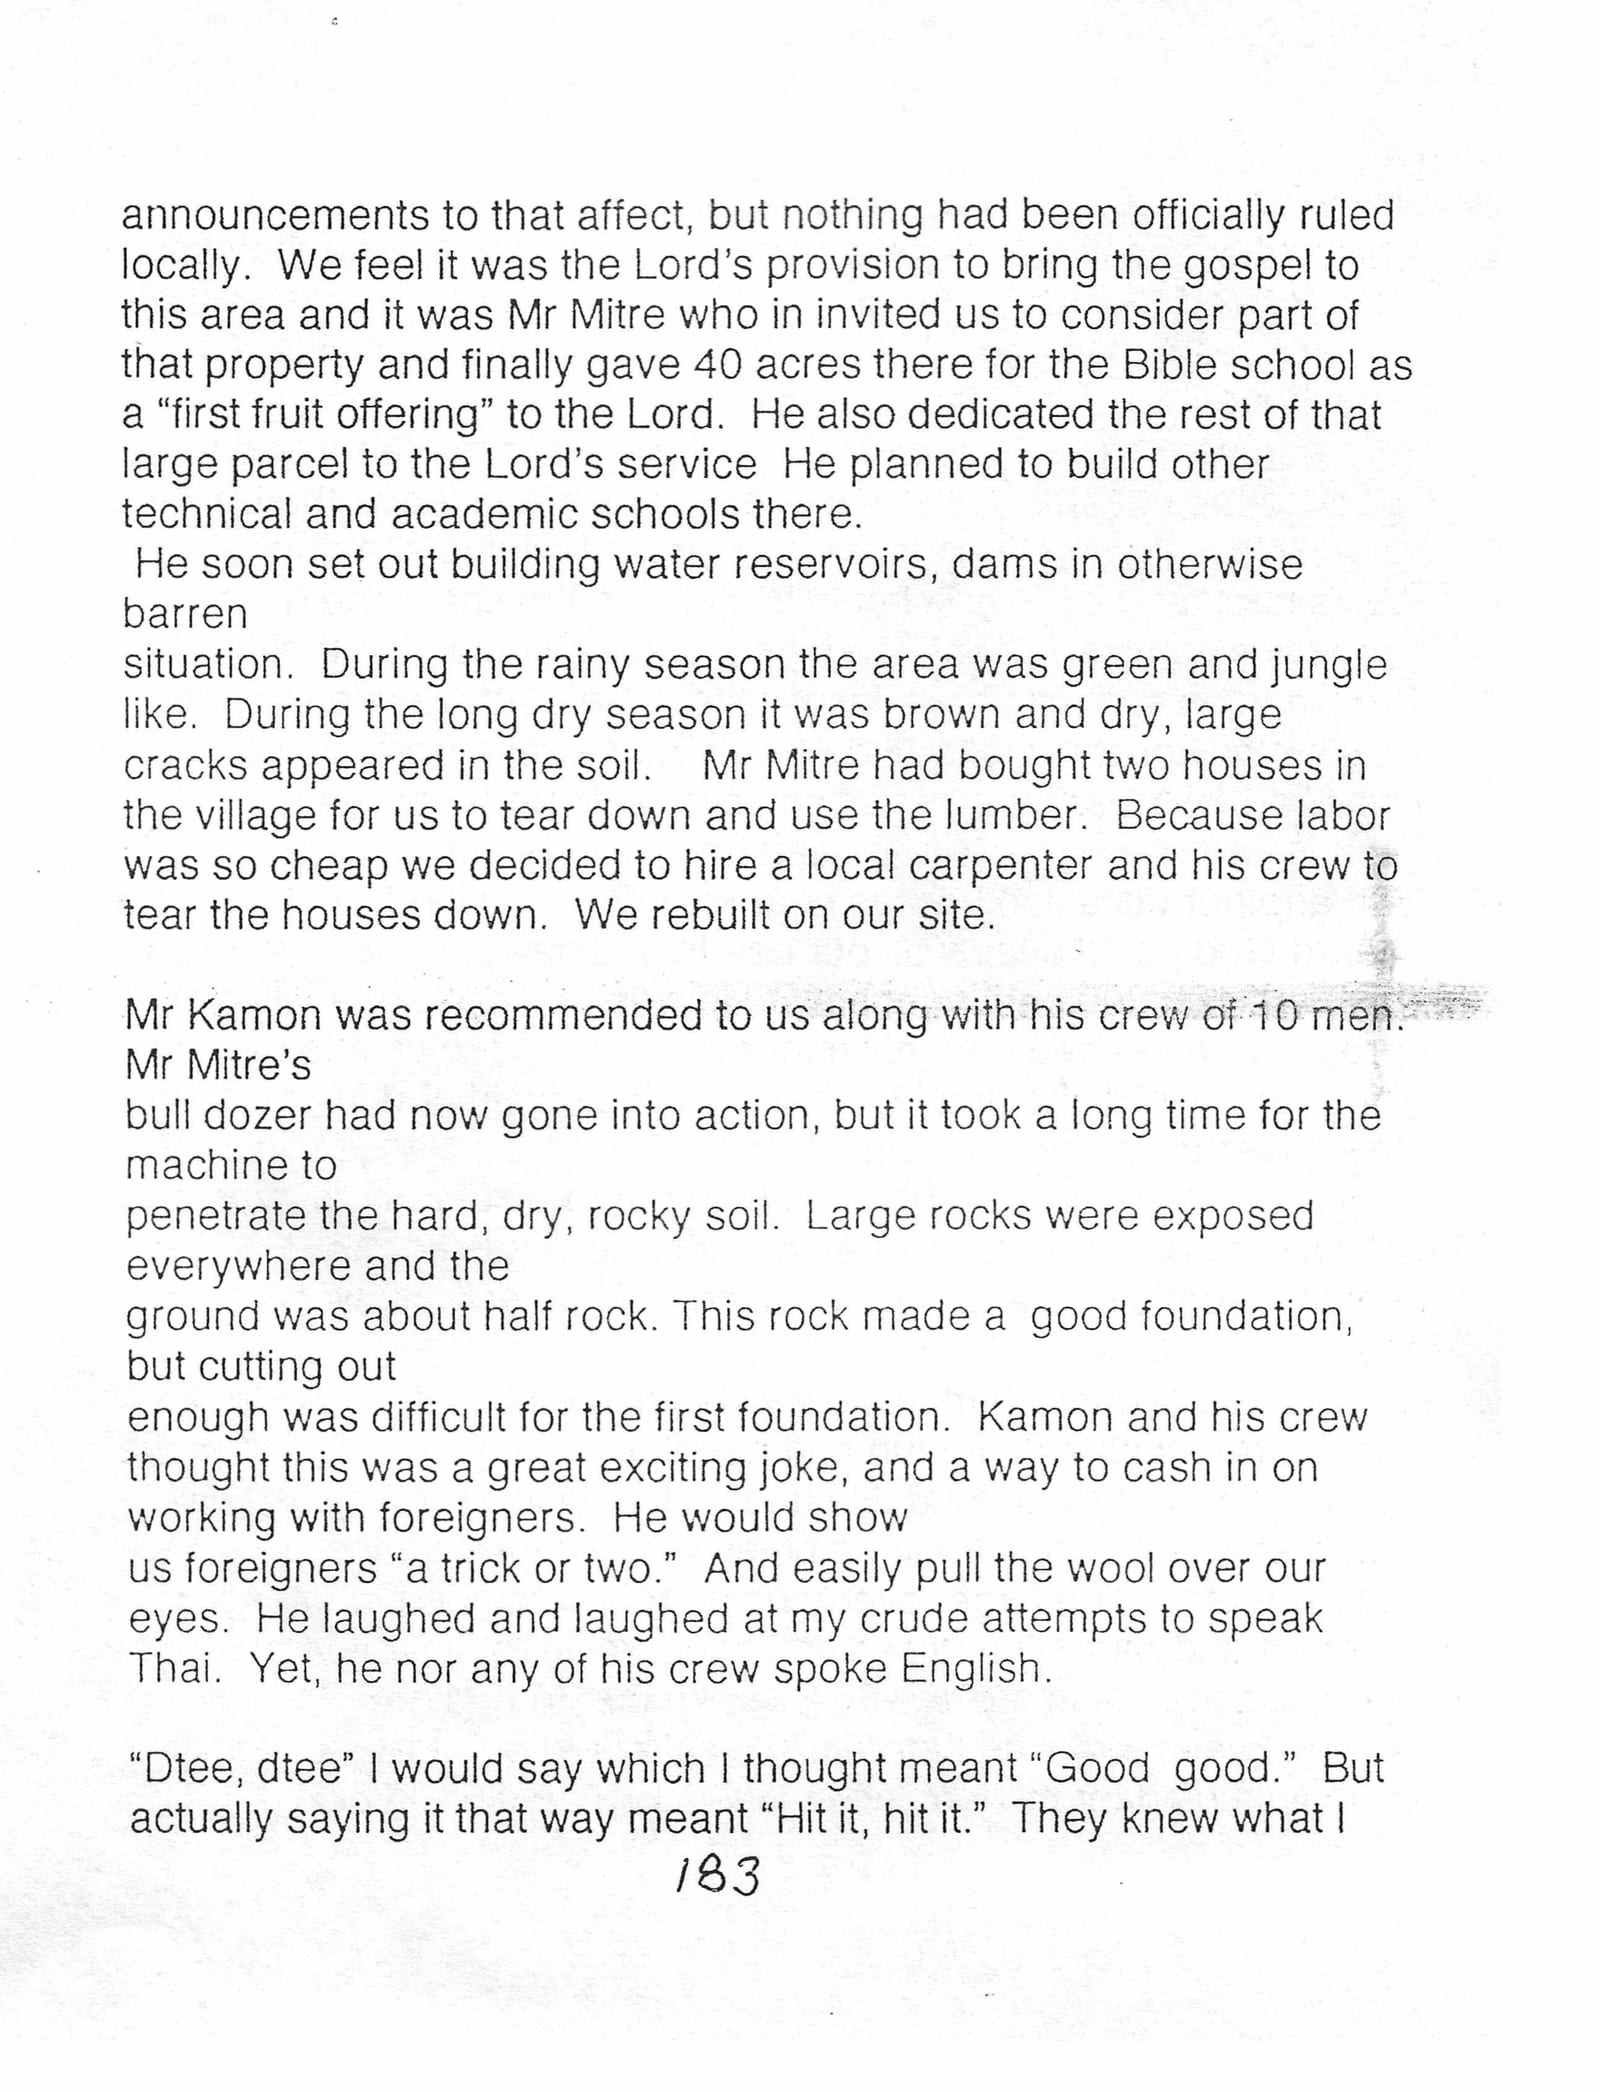 announcements to that affect, but nothing had been officially ruled
locally.  We feel it was the Lord's provision to bring the gospel to
this area and it was Mr Mitre who in invited us to consider part of
that property and finally gave 40 acres there for the Bible school as
a “first fruit offering” to the Lord.  He also dedicated the rest of that
large parcel to the Lord's service  He planned to build other
technical and academic schools there.
He soon set out building water reservoirs, dams in otherwise
barren
situation.  During the rainy season the area was green and jungle
like.  During the long dry season it was brown and dry, large
cracks appeared in the soil.    Mr Mitre had bought two houses in
the village for us to tear down and use the lumber.  Because labor
was so cheap we decided to hire a local carpenter and his crew to
tear the houses down.  We rebuilt on our site.

Mr Kamon was recommended to us along with his crew of 10 men.
Mr Mitre's
bull dozer had now gone into action, but it took a long time for the
machine to
penetrate the hard, dry, rocky soil.  Large rocks were exposed
everywhere and the
ground was about half rock. This rock made a  good foundation,
but cutting out
enough was difficult for the first foundation.  Kamon and his crew
thought this was a great exciting joke, and a way to cash in on
working with foreigners.  He would show
us foreigners “a trick or two.”  And easily pull the wool over our
eyes.  He laughed and laughed at my crude attempts to speak
Thai.  Yet, he nor any of his crew spoke English.

“Dtee, dtee” I would say which I thought meant “Good  good.”  But
actually saying it that way meant “Hit it, hit it.”  They knew what I
183